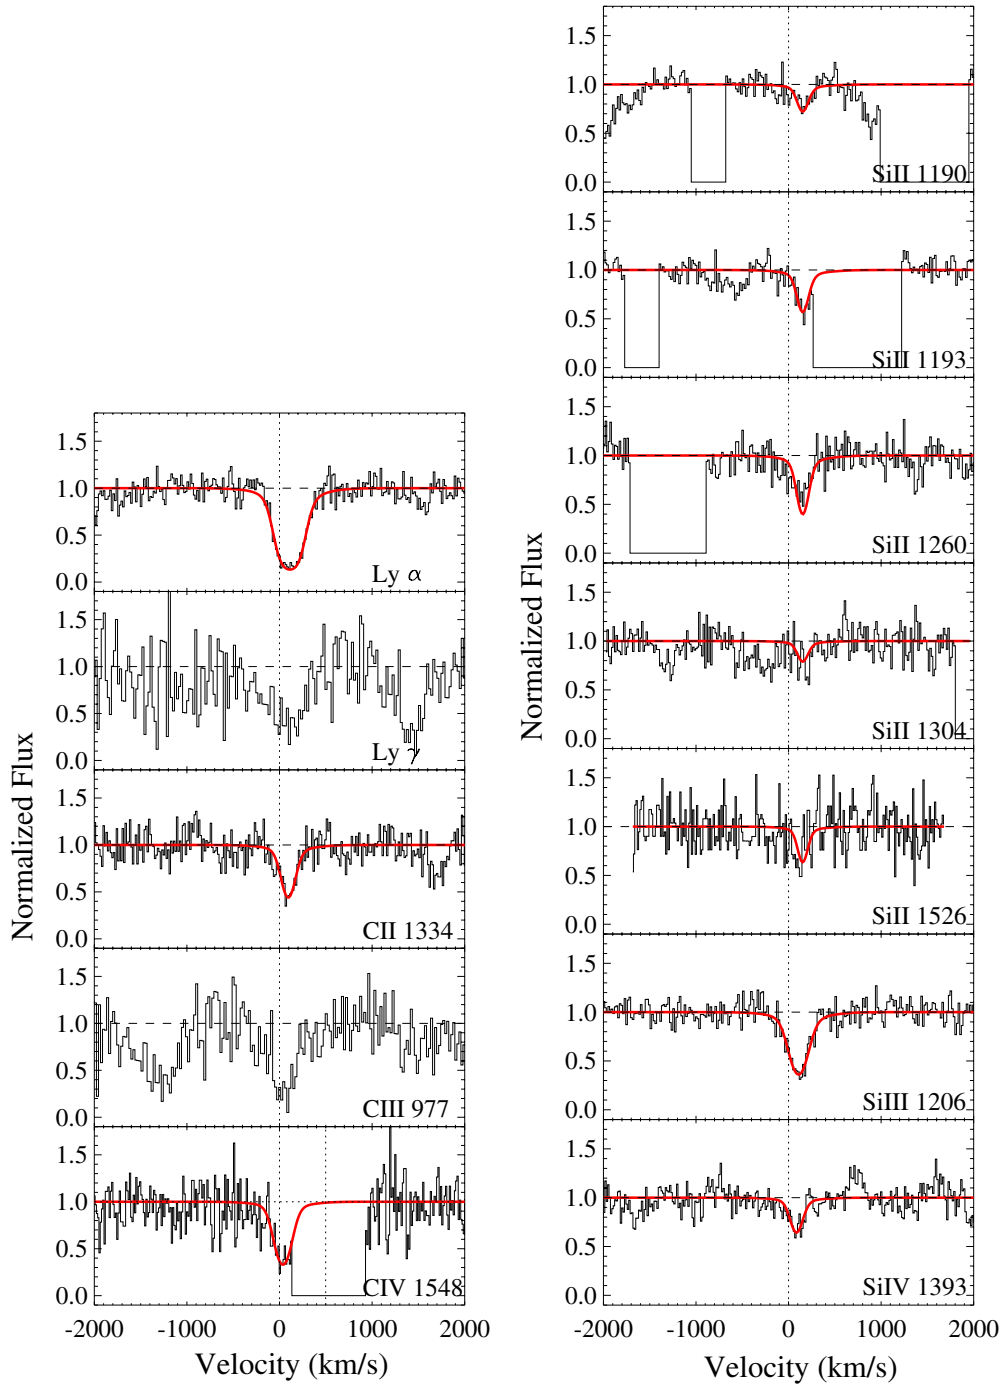 1.5
1.0
0.5
0.0
Ly α
1.5
1.0
0.5
0.0
Ly γ
1.5
1.0
0.5
0.0
CII 1334
1.5
1.0
0.5
0.0
CIII 977
1.5
1.0
0.5
0.0
CIV 1548
-2000 -1000 0 1000 2000
Velocity (km/s)
Normalized Flux
1.5
1.0
0.5
0.0
SiII 1190
1.5
1.0
0.5
0.0
SiII 1193
1.5
1.0
0.5
0.0
SiII 1260
1.5
1.0
0.5
0.0
SiII 1304
1.5
1.0
0.5
0.0
SiII 1526
1.5
1.0
0.5
0.0
SiIII 1206
1.5
1.0
0.5
0.0
SiIV 1393
-2000 -1000 0 1000 2000
Velocity (km/s)
Normalized Flux